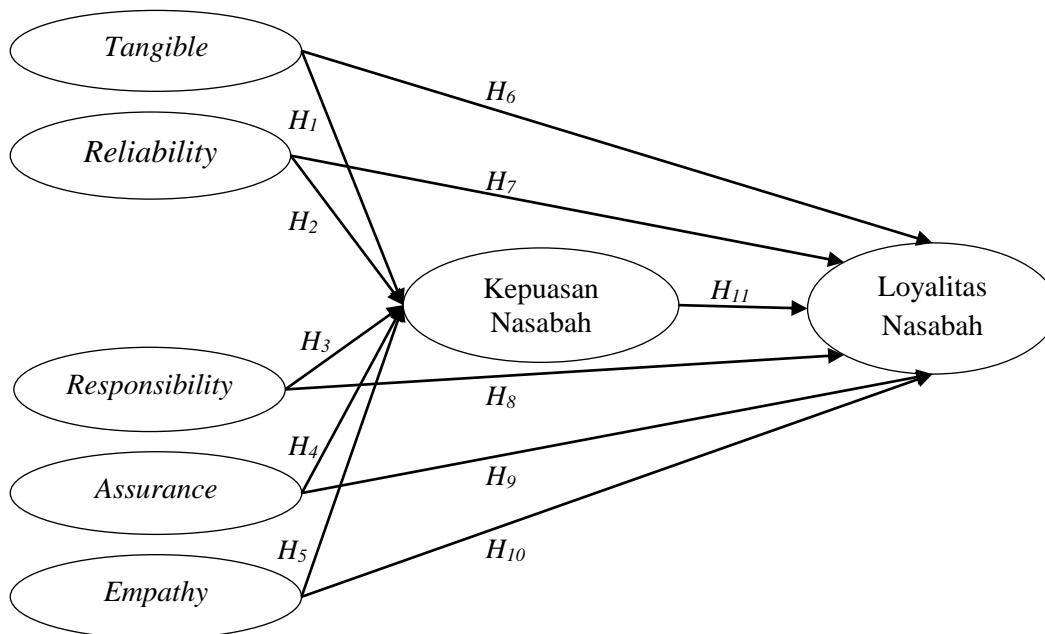 Tangible
H6
H1
Reliability
H7
H2
Kepuasan
Nasabah
H11
Loyalitas
Nasabah
H3
Responsibility
H8
H4
Assurance
H9
H5
H10
Empathy